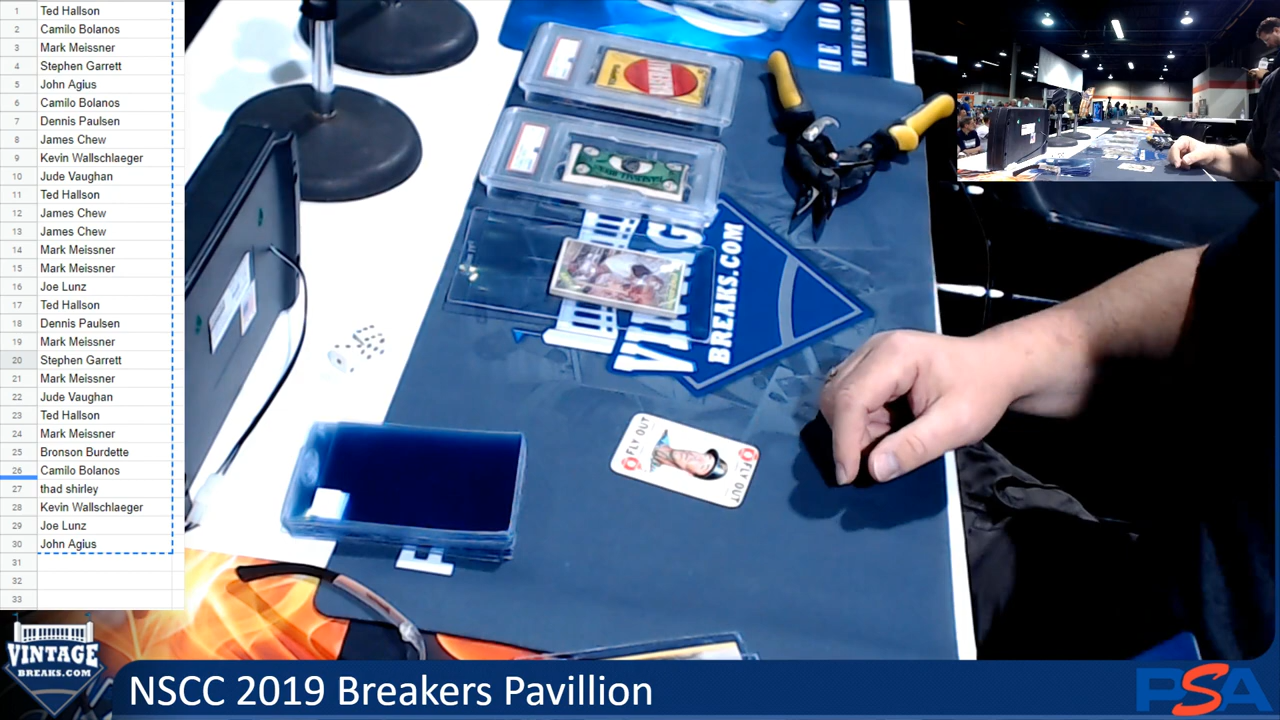 1 Ted Hallson
2 Camilo Bolanos
3 Mark Meissner
4 Stephen Garrett
5 John Agius
6 Camilo Bolanos
7 Dennis Paulsen
8 James Chew
9 Kevin Wallschlaeger
10 Jude Vaughan
11 Ted Hallson
12 James Chew
13 James Chew
14 Mark Meissner
15 Mark Meissner
16 Joe Lunz
17 Ted Hallson
18 Dennis Paulsen
19 Mark Meissner
20 Stephen Garrett
21 Mark Meissner
22 Jude Vaughan
23 Ted Hallson
24 Mark Meissner
25 Bronson Burdette
26 Camilo Bolanos
27 thad shirley
28 Kevin Wallschlaeger
29 Joe Lunz
30 John Agius
31
32
33
THURSDAY
BREAKS.COM
FLY OUT
FLY OUT
VINTAGE
BREAKS.COM
NSCC 2019 Breakers Pavillion
PSA